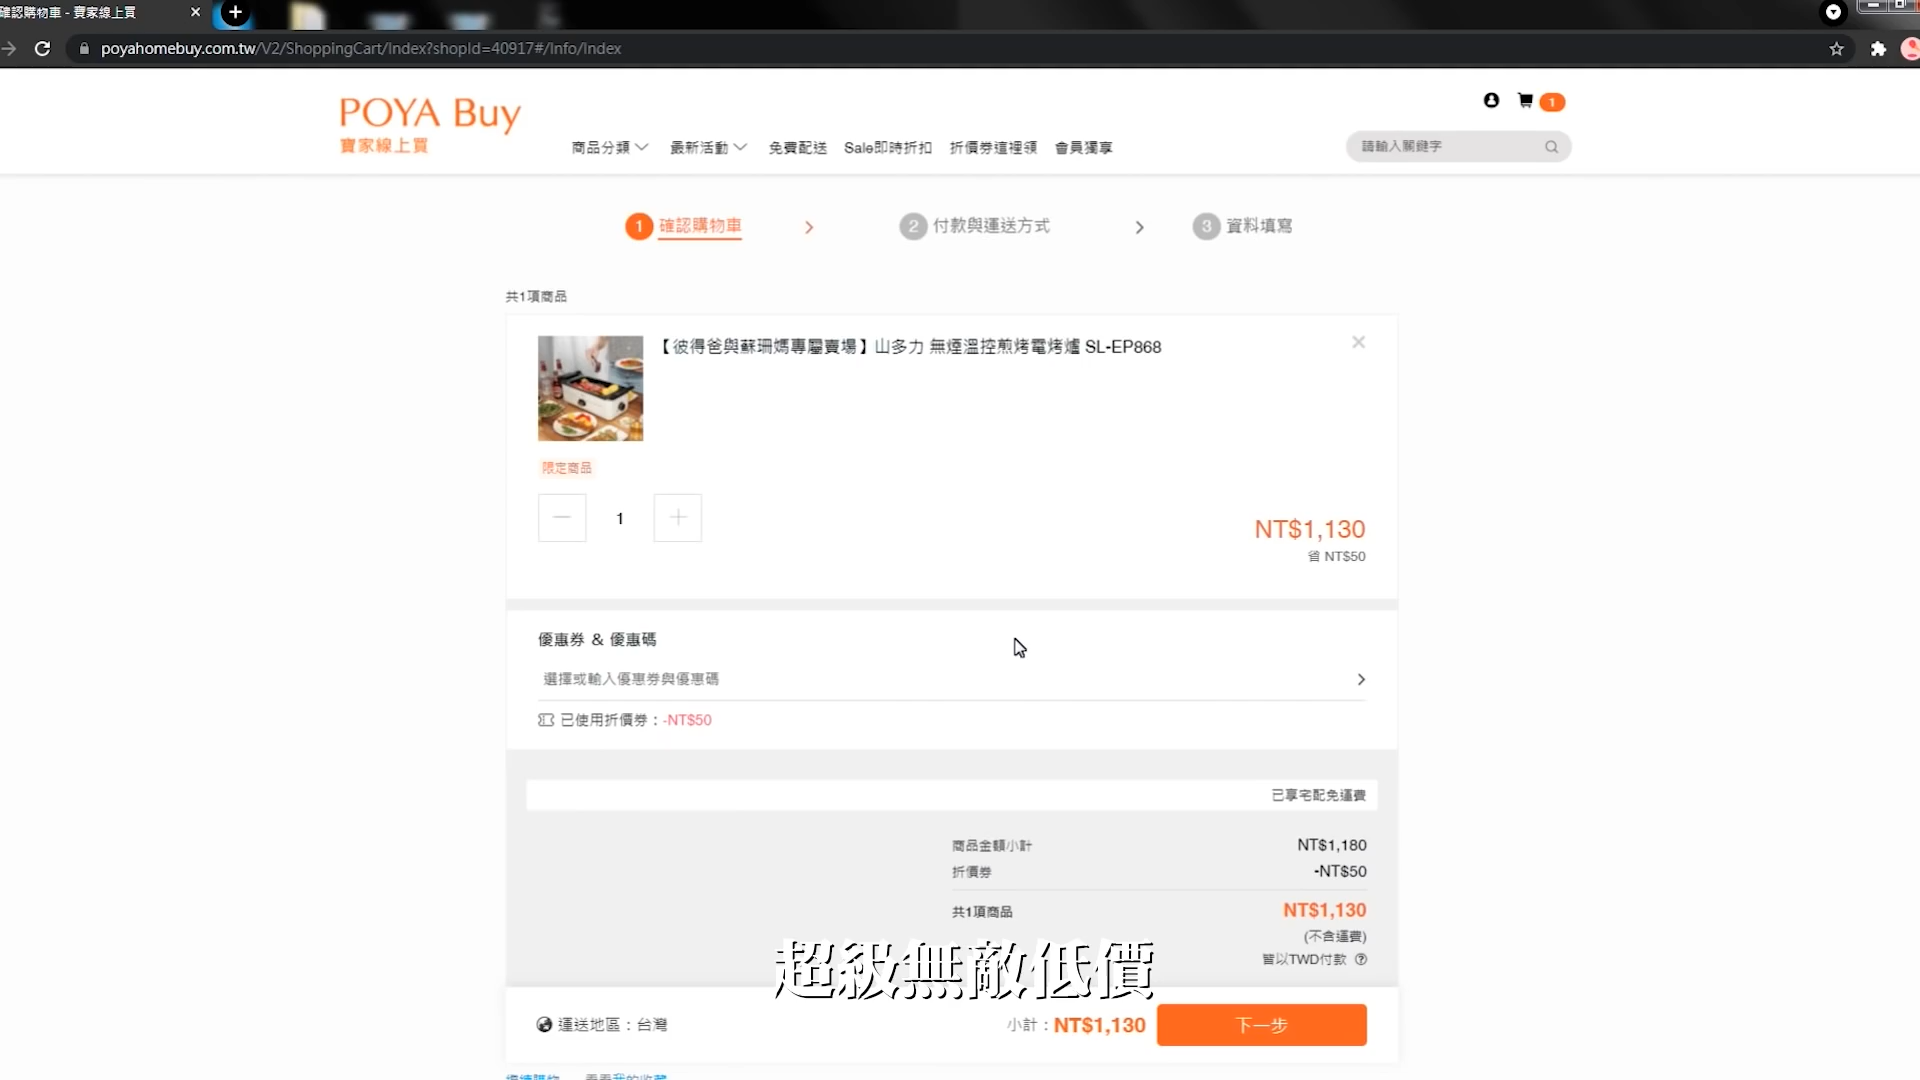 確認購物車 - 寶家線上買
poyahomebuy.com.tw/V2/ShoppingCart/Index?shopId=40917#/Info/Index
POYA Buy
寶家線上買
1
商品分類 最新活動 免費配送 Sale即時折扣 折價券這裡領 會員獨享
請輸入關鍵字
1 確認購物車 2 付款與運送方式 3 資料填寫
共1項商品
【彼得爸與蘇珊媽專屬賣場】山多力 無煙溫控煎烤電烤爐 SL-EP868
限定商品
1
NT$1,130
省 NT$50
優惠券 & 優惠碼
選擇或輸入優惠券與優惠碼
已使用折價券：-NT$50
已享宅配免運費
商品金額小計 NT$1,180
折價券 -NT$50
共1項商品 NT$1,130
(不含運費)
皆以TWD付款
超級無敵低價
運送地區：台灣 小計：NT$1,130 下一步